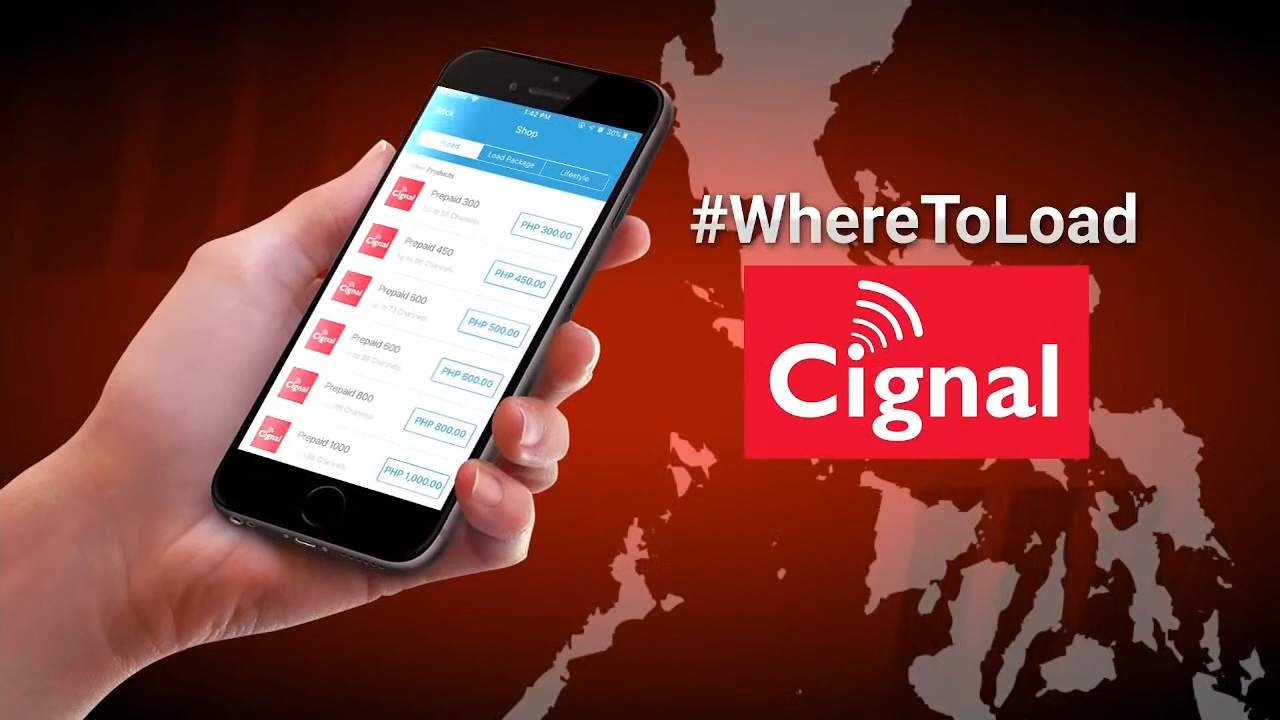 1:42 PM
30%
Back
Shop
Load Package
Lifestyle
Products
Cignal
Prepaid 300
PHP 300.00
Cignal
Prepaid 450
PHP 450.00
Cignal
Prepaid 500
PHP 500.00
Cignal
Prepaid 600
PHP 600.00
Cignal
Prepaid 800
PHP 800.00
Cignal
Prepaid 1000
PHP 1,000.00
#WhereToLoad
Cignal